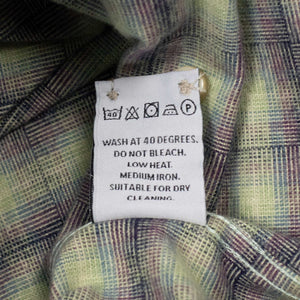 40 P
WASH AT 40 DEGREES.
DO NOT BLEACH.
LOW HEAT.
MEDIUM IRON.
SUITABLE FOR DRY
CLEANING.